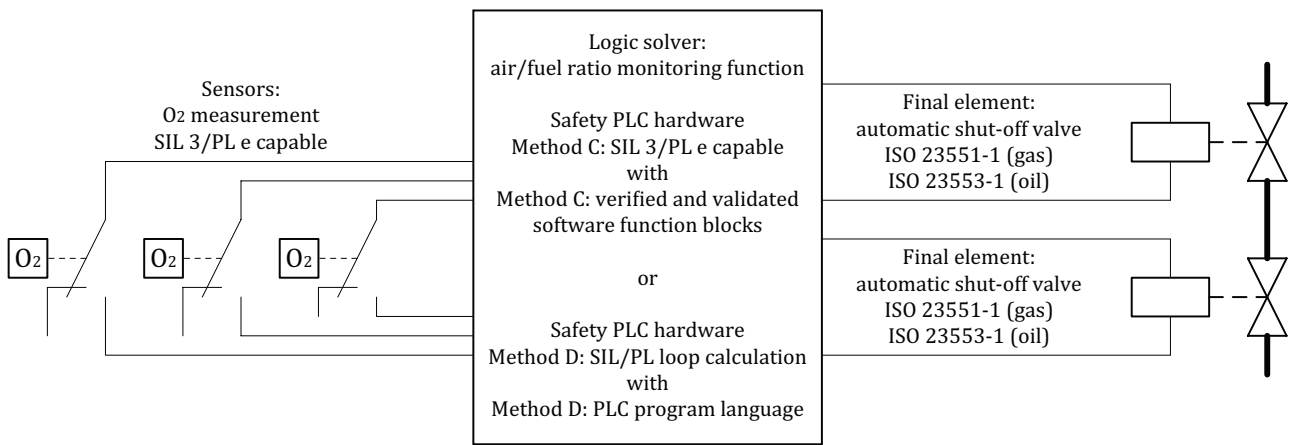 Sensors:
O2 measurement
SIL 3/PL e capable
O2
O2
O2
Logic solver:
air/fuel ratio monitoring function
Safety PLC hardware
Method C: SIL 3/PL e capable
with
Method C: verified and validated
software function blocks
or
Safety PLC hardware
Method D: SIL/PL loop calculation
with
Method D: PLC program language
Final element:
automatic shut-off valve
ISO 23551-1 (gas)
ISO 23553-1 (oil)
Final element:
automatic shut-off valve
ISO 23551-1 (gas)
ISO 23553-1 (oil)